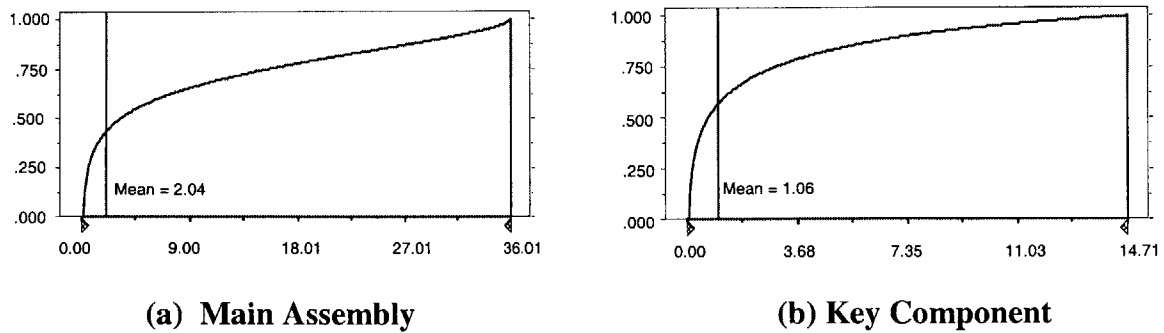 1.000
.750
.500
.250
.000
Mean = 2.04
0.00 9.00 18.01 27.01 36.01
(a) Main Assembly
1.000
.750
.500
.250
.000
Mean = 1.06
0.00 3.68 7.35 11.03 14.71
(b) Key Component